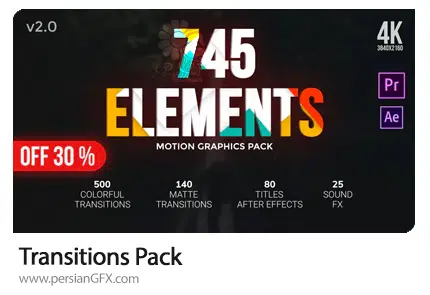 v2.0
4K
3840X2160
745
ELEMENTS
MOTION GRAPHICS PACK
Pr
Ae
OFF 30 %
500
COLORFUL
TRANSITIONS
140
MATTE
TRANSITIONS
80
TITLES
AFTER EFFECTS
25
SOUND
FX
Transitions Pack
www.persianGFX.com